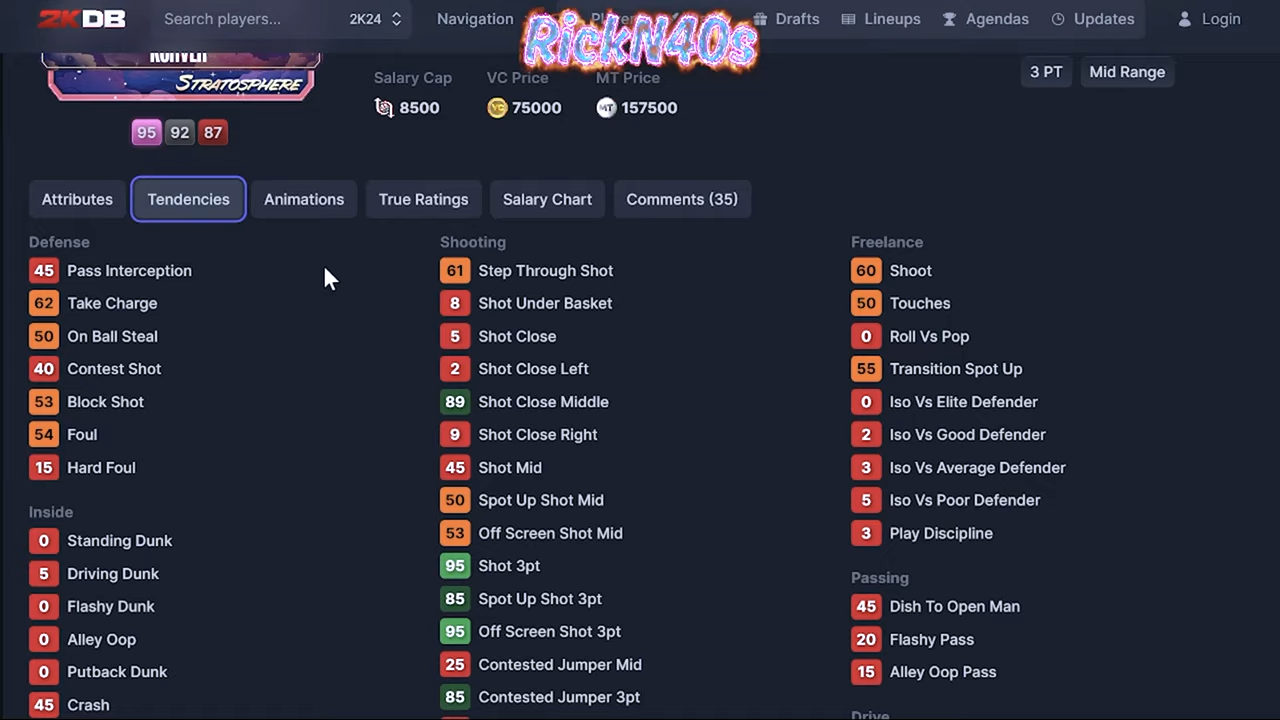 2KDB
Search players...
2K24
Navigation
Drafts
Lineups
Agendas
Updates
Login
RickN40s
STRATOSPHERE
Salary Cap
VC Price
MT Price
8500
75000
157500
3 PT
Mid Range
95 92 87
Attributes
Tendencies
Animations
True Ratings
Salary Chart
Comments (35)
Defense
45 Pass Interception
62 Take Charge
50 On Ball Steal
40 Contest Shot
53 Block Shot
54 Foul
15 Hard Foul
Inside
0 Standing Dunk
5 Driving Dunk
0 Flashy Dunk
0 Alley Oop
0 Putback Dunk
45 Crash
Shooting
61 Step Through Shot
8 Shot Under Basket
5 Shot Close
2 Shot Close Left
89 Shot Close Middle
9 Shot Close Right
45 Shot Mid
50 Spot Up Shot Mid
53 Off Screen Shot Mid
95 Shot 3pt
85 Spot Up Shot 3pt
95 Off Screen Shot 3pt
25 Contested Jumper Mid
85 Contested Jumper 3pt
Freelance
60 Shoot
50 Touches
0 Roll Vs Pop
55 Transition Spot Up
0 Iso Vs Elite Defender
2 Iso Vs Good Defender
3 Iso Vs Average Defender
5 Iso Vs Poor Defender
3 Play Discipline
Passing
45 Dish To Open Man
20 Flashy Pass
15 Alley Oop Pass
Drive